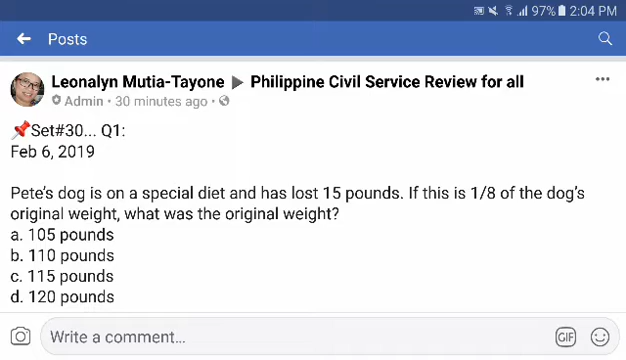 97% 2:04 PM
Posts
Leonalyn Mutia-Tayone ▶ Philippine Civil Service Review for all
Admin • 30 minutes ago •
📌Set#30... Q1:
Feb 6, 2019
Pete's dog is on a special diet and has lost 15 pounds. If this is 1/8 of the dog's
original weight, what was the original weight?
a. 105 pounds
b. 110 pounds
c. 115 pounds
d. 120 pounds
Write a comment... GIF